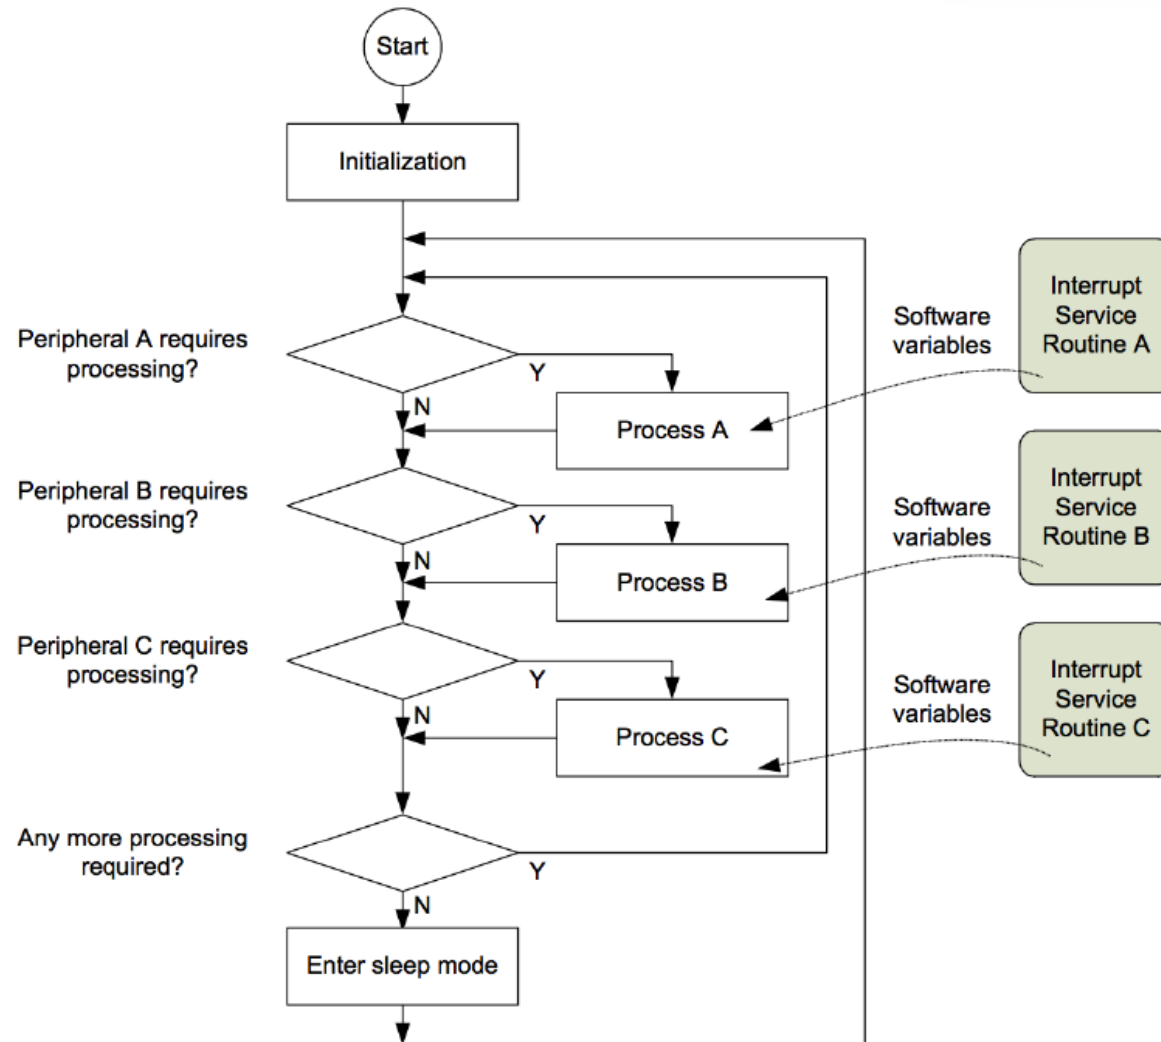 Start
Initialization
Peripheral A requires
processing?
Y
N
Process A
Software
variables
Interrupt
Service
Routine A
Peripheral B requires
processing?
Y
N
Process B
Software
variables
Interrupt
Service
Routine B
Peripheral C requires
processing?
Y
N
Process C
Software
variables
Interrupt
Service
Routine C
Any more processing
required?
Y
N
Enter sleep mode